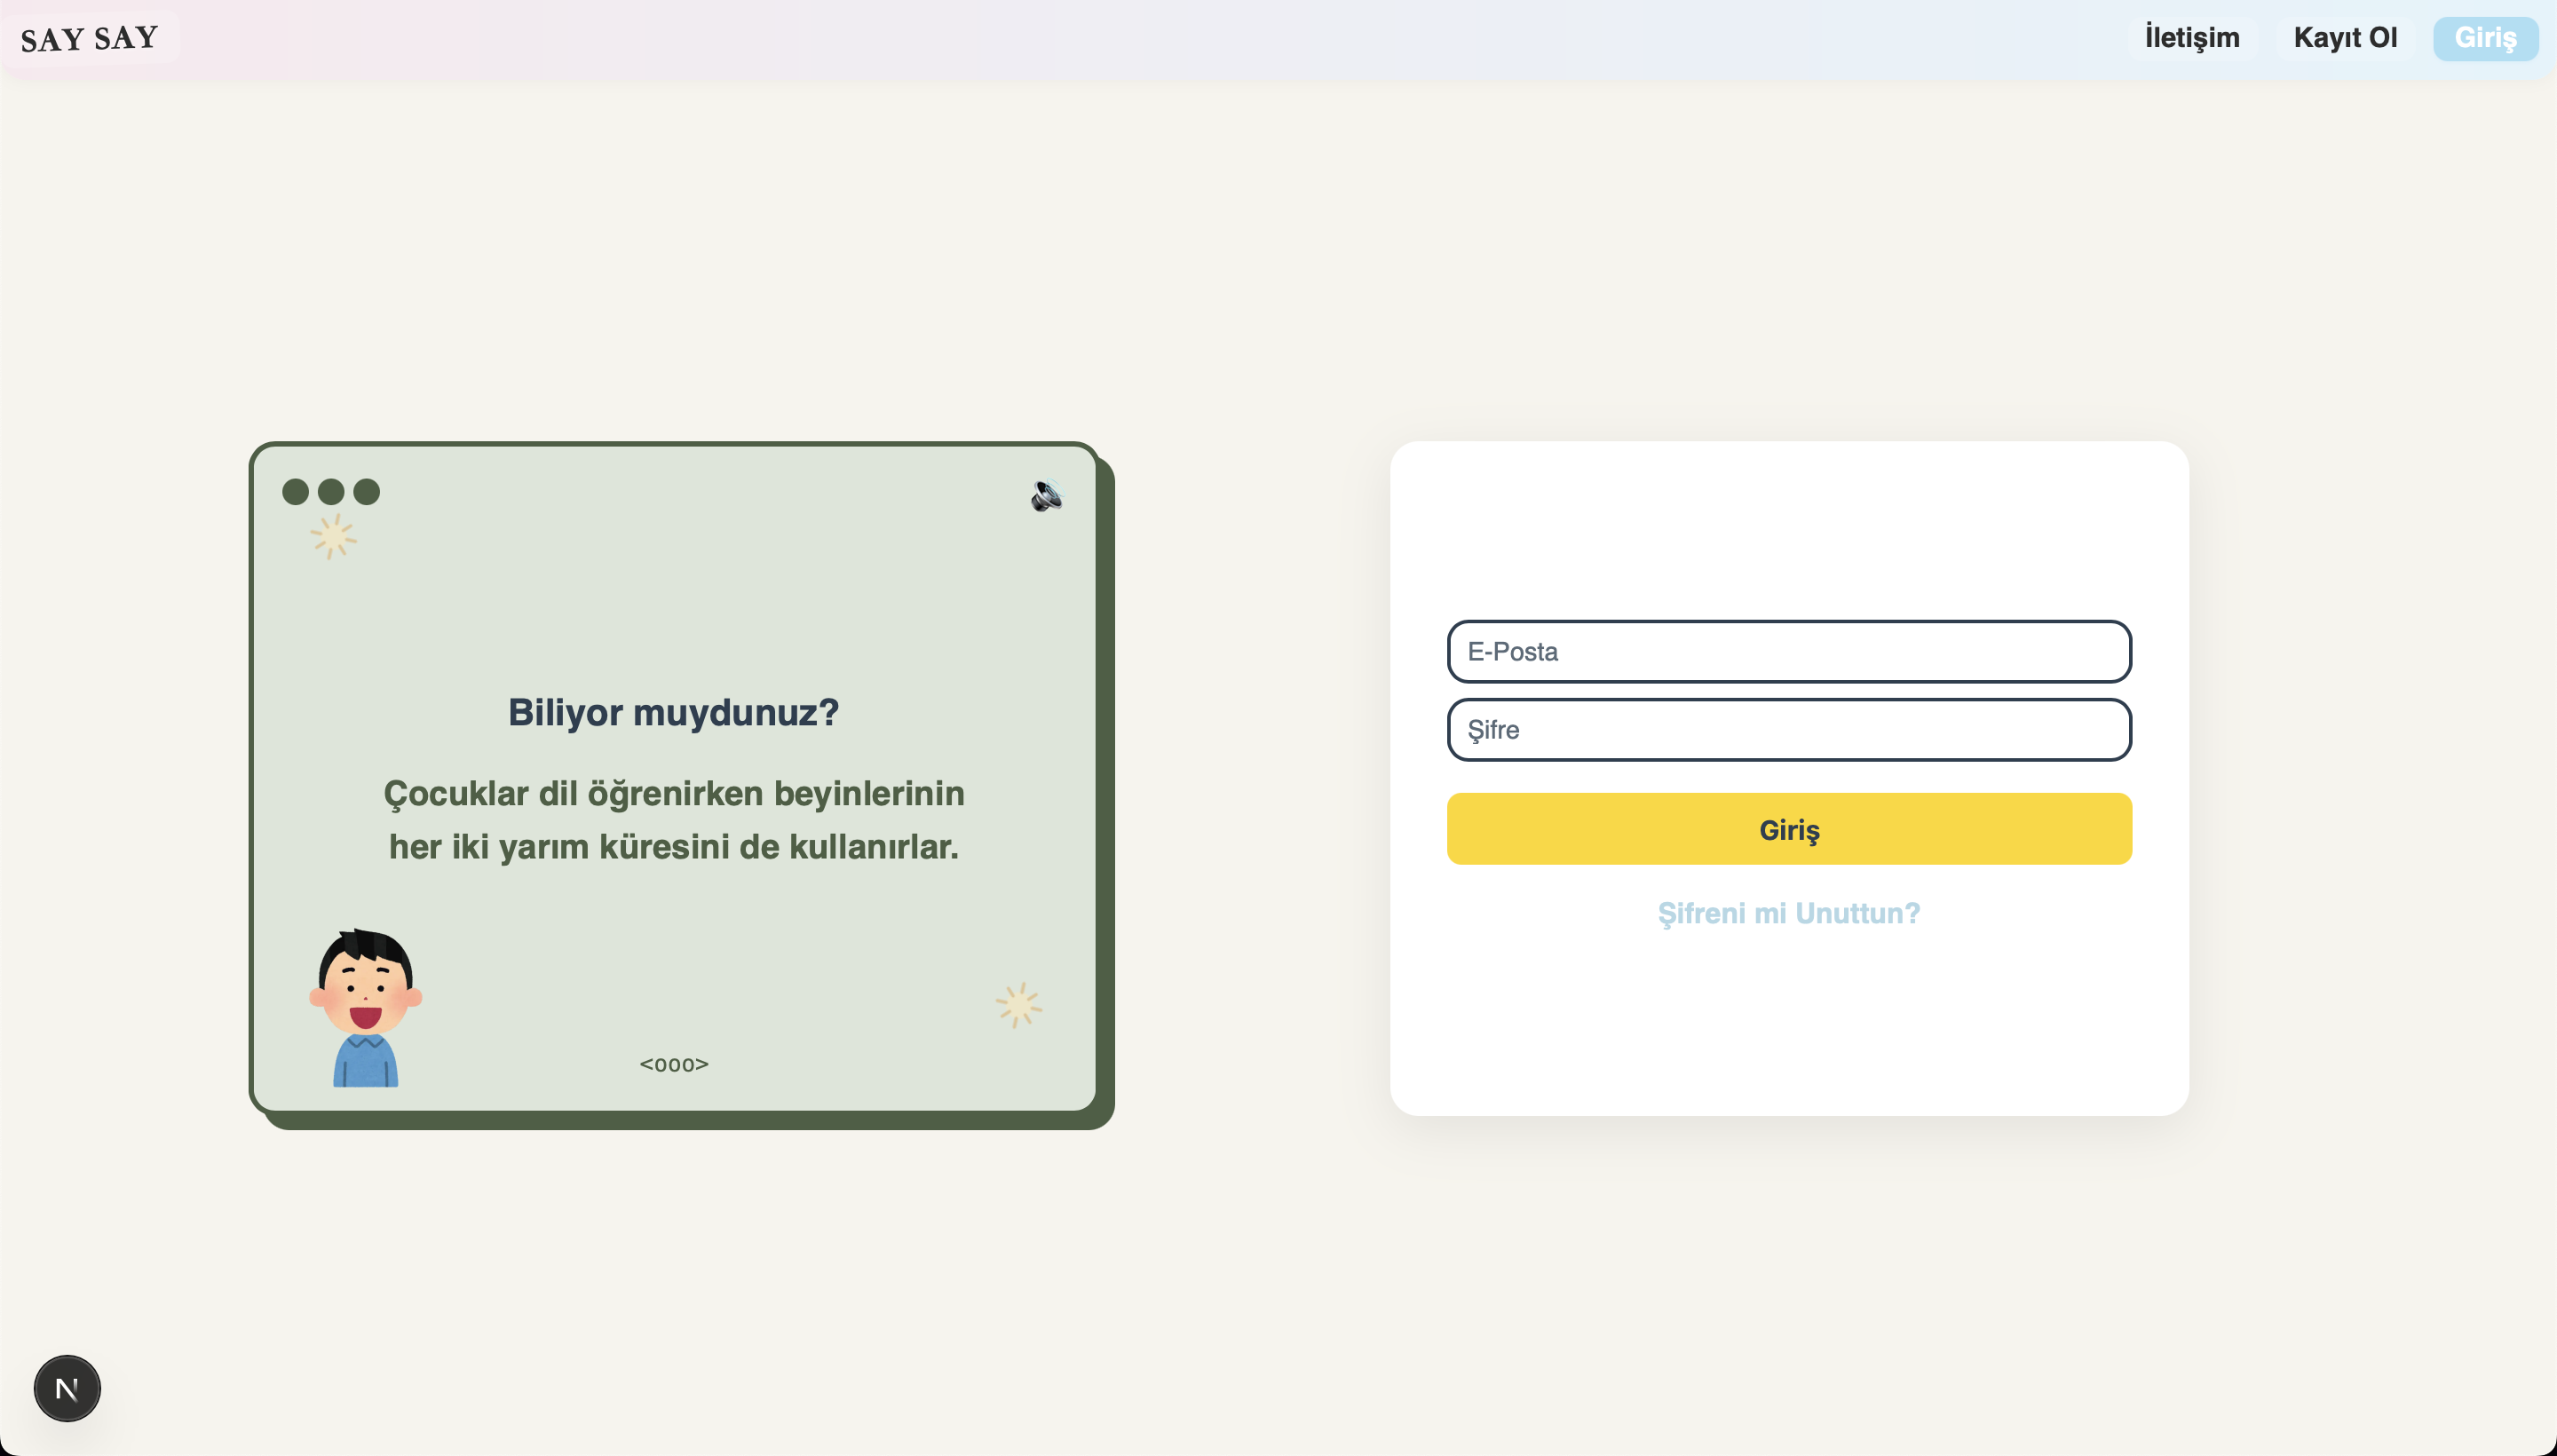 SAY SAY
İletişim
Kayıt Ol
Giriş
Biliyor muydunuz?
Çocuklar dil öğrenirken beyinlerinin
her iki yarım küresini de kullanırlar.
<ooo>
E-Posta
Şifre
Giriş
Şifreni mi Unuttun?
N